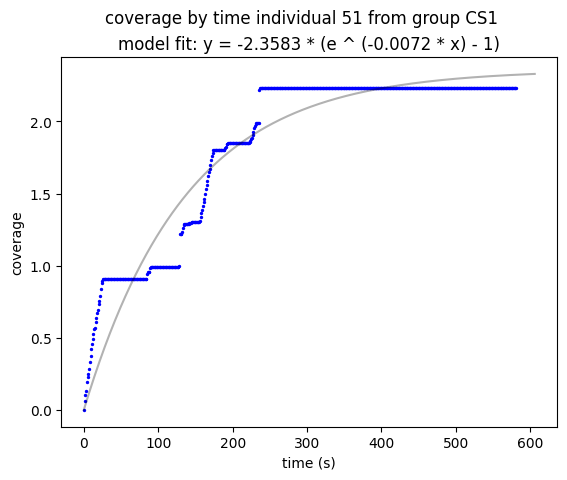 coverage by time individual 51 from group CS1
model fit: y = -2.3583 * (e ^ (-0.0072 * x) - 1)
2.0
1.5
1.0
0.5
0.0
coverage
0 100 200 300 400 500 600
time (s)